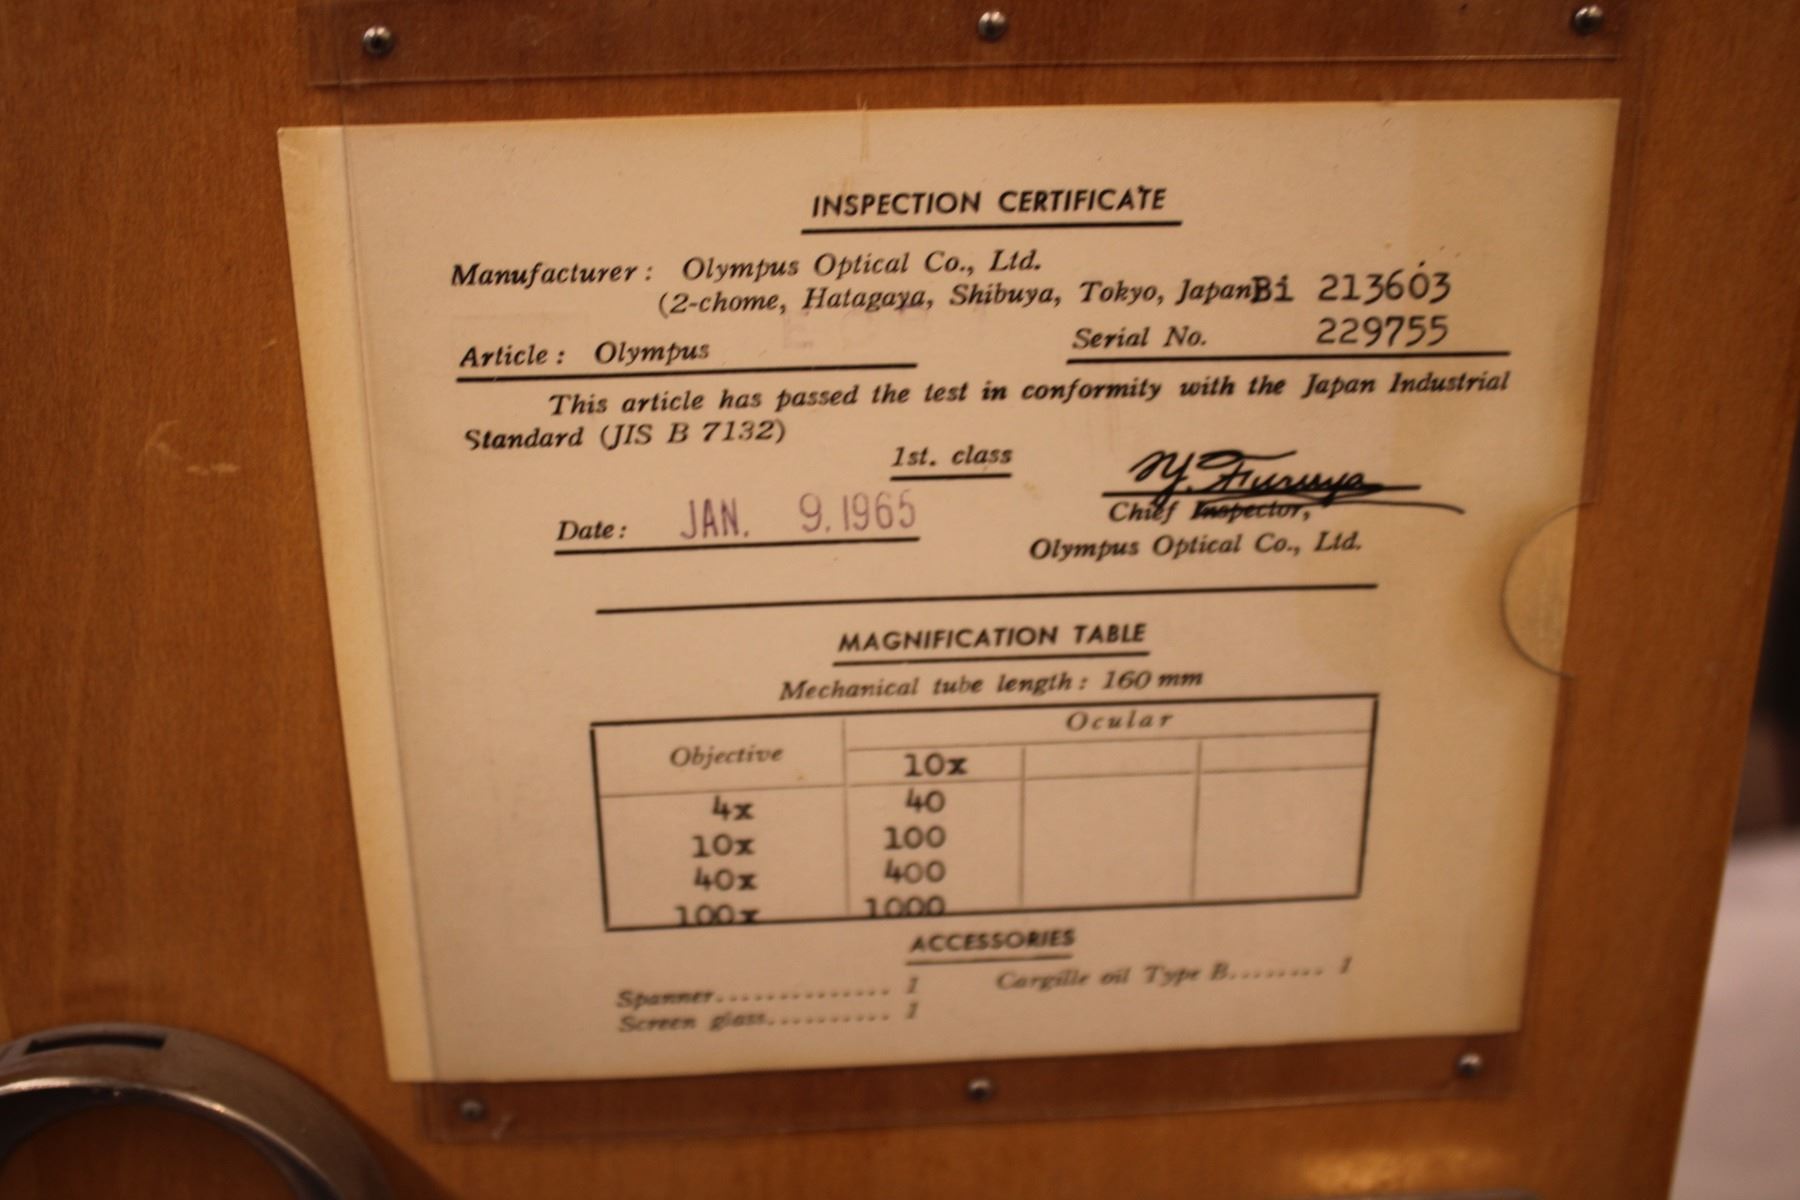 INSPECTION CERTIFICATE
Manufacturer: Olympus Optical Co., Ltd.
(2-chome, Hatagaya, Shibuya, Tokyo, Japan Bi 213603
Article: Olympus Serial No. 229755
This article has passed the test in conformity with the Japan Industrial
Standard (JIS B 7132)
1st. class
Y. Furuya
Date: JAN. 9. 1965 Chief Inspector,
Olympus Optical Co., Ltd.
MAGNIFICATION TABLE
Mechanical tube length: 160 mm
Ocular
Objective 10x
4x 40
10x 100
40x 400
100x 1000
ACCESSORIES
Spanner............... 1 Cargille oil Type B........ 1
Screen glass.......... 1